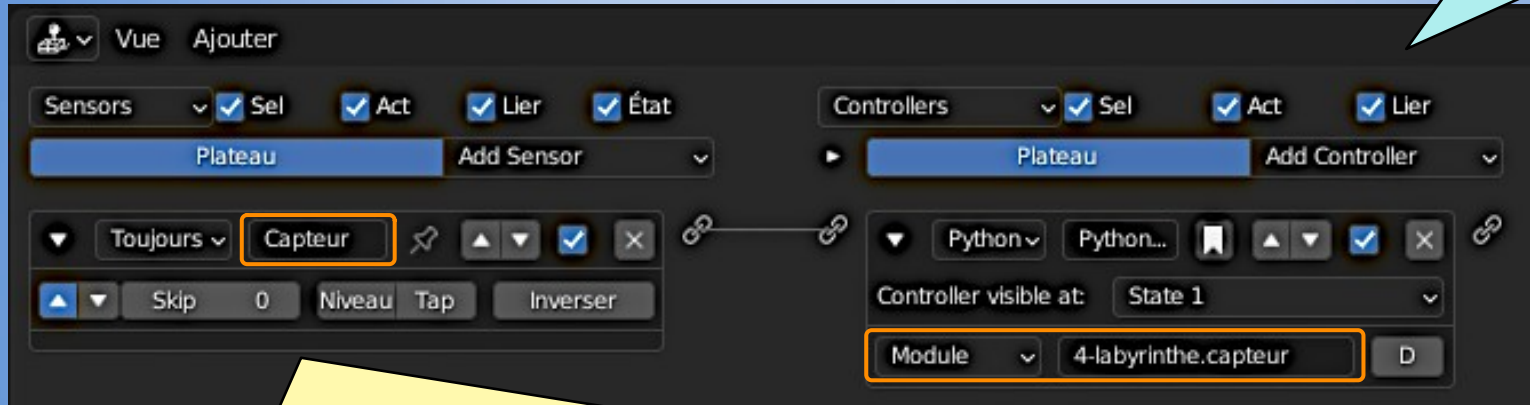 Vue Ajouter
Sensors Sel Act Lier État Controllers Sel Act Lier
Plateau Add Sensor Plateau Add Controller
Toujours Capteur Python Python...
Skip 0 Niveau Tap Inverser Controller visible at: State 1
Module 4-labyrinthe.capteur D